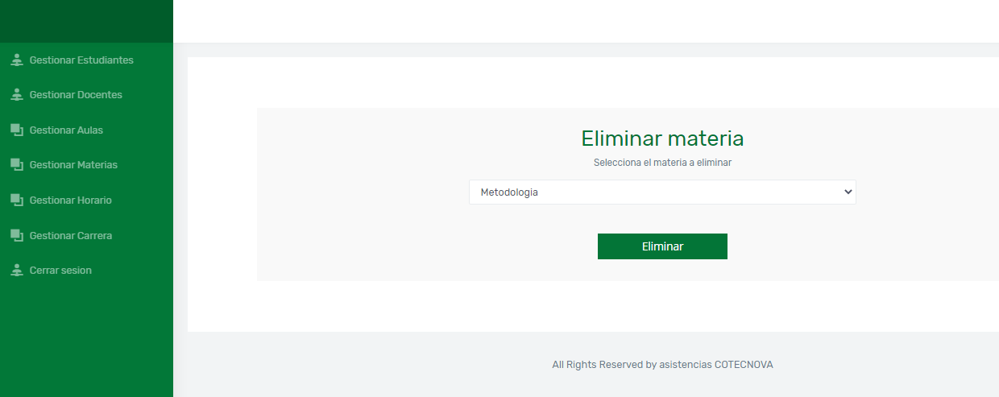 Gestionar Estudiantes
Gestionar Docentes
Gestionar Aulas
Gestionar Materias
Gestionar Horario
Gestionar Carrera
Cerrar sesion
Eliminar materia
Selecciona el materia a eliminar
Metodologia
Eliminar
All Rights Reserved by asistencias COTECNOVA